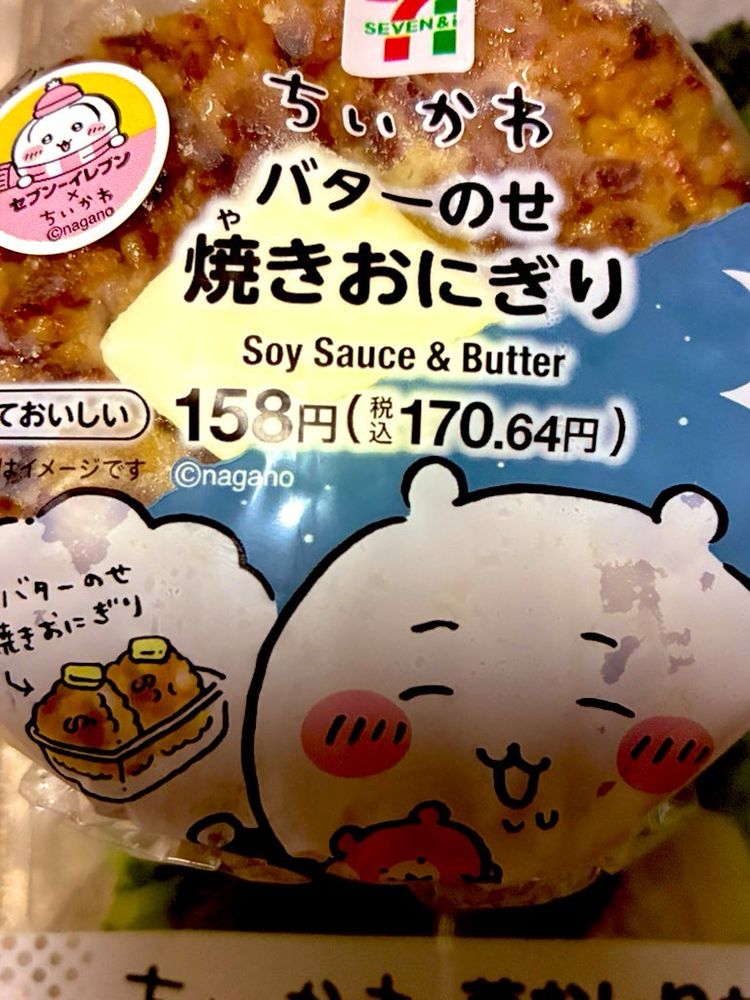 SEVEN&i
ちいかわ
セブン-イレブン
×
ちいかわ
©nagano
バターのせ
や
焼きおにぎり
Soy Sauce & Butter
ておいしい
158円(税込170.64円)
はイメージです
©nagano
バターのせ
焼きおにぎり